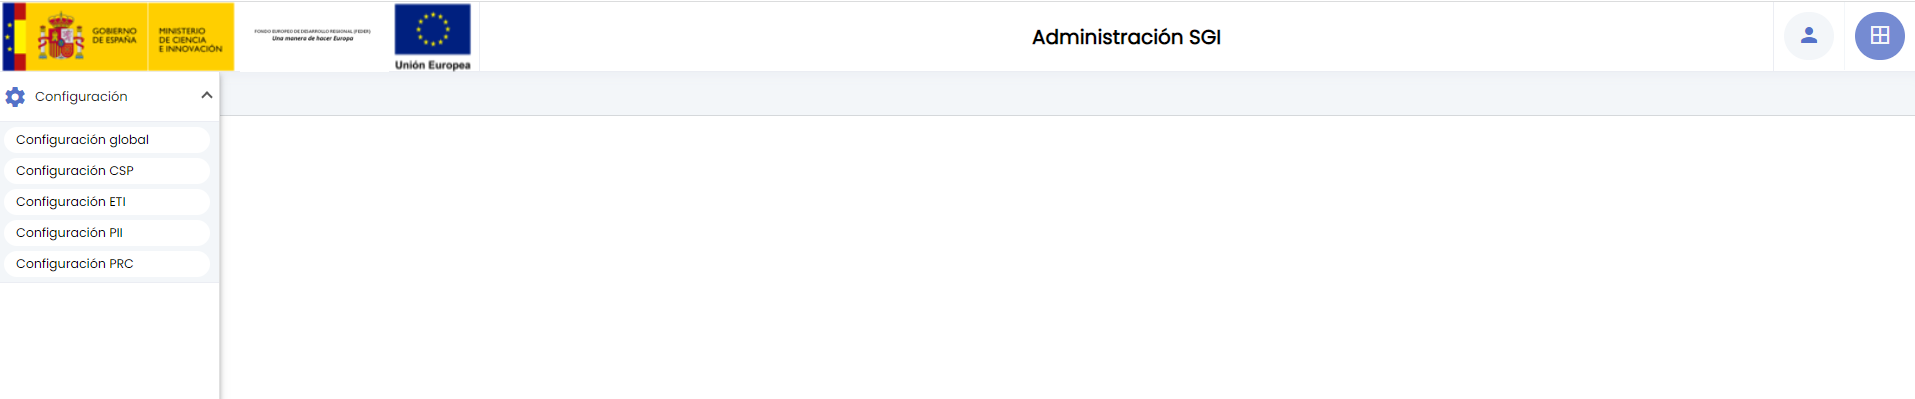 GOBIERNO
DE ESPAÑA
MINISTERIO
DE CIENCIA
E INNOVACIÓN
FONDO EUROPEO DE DESARROLLO REGIONAL (FEDER)
Una manera de hacer Europa
Unión Europea
Administración SGI
Configuración
Configuración global
Configuración CSP
Configuración ETI
Configuración PII
Configuración PRC